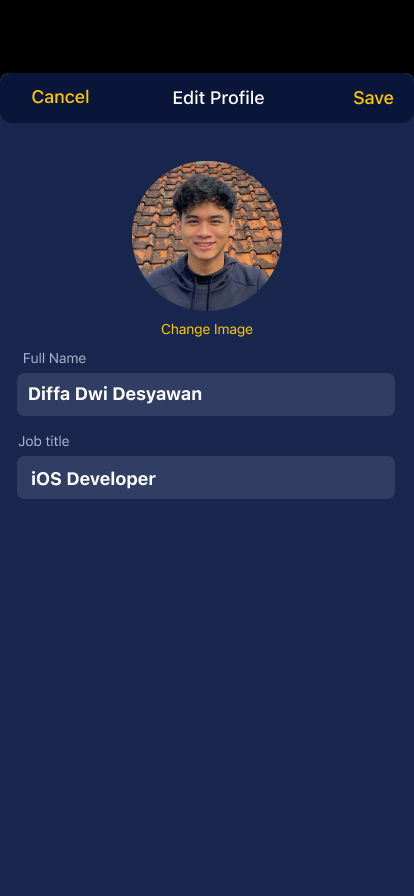 Cancel Edit Profile Save
Change Image
Full Name
Diffa Dwi Desyawan
Job title
iOS Developer